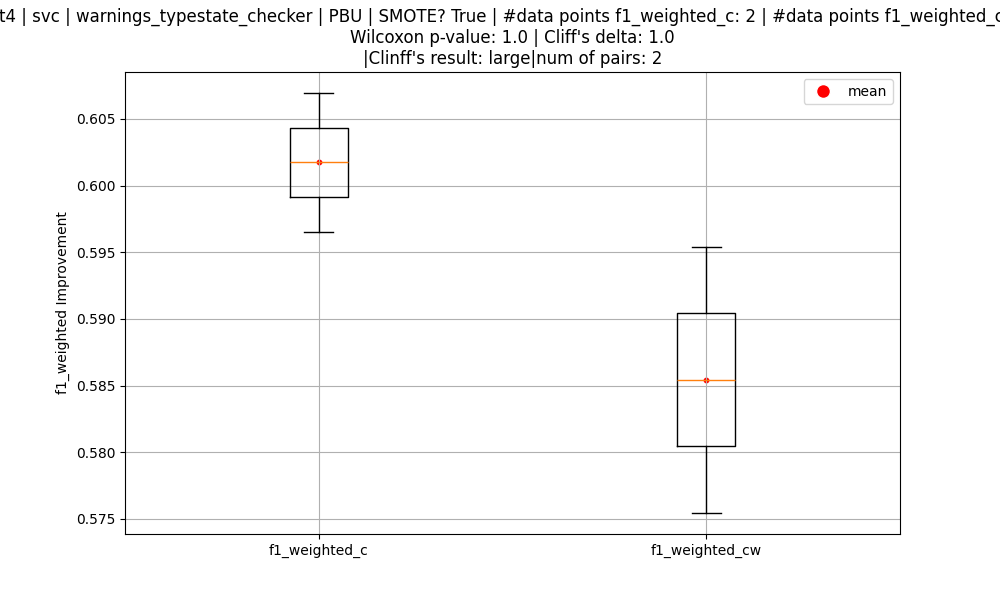 t4 | svc | warnings_typestate_checker | PBU | SMOTE? True | #data points f1_weighted_c: 2 | #data points f1_weighted_c
Wilcoxon p-value: 1.0 | Cliff's delta: 1.0
|Clinff's result: large|num of pairs: 2
mean
0.605
0.600
0.595
0.590
0.585
0.580
0.575
f1_weighted Improvement
f1_weighted_c
f1_weighted_cw